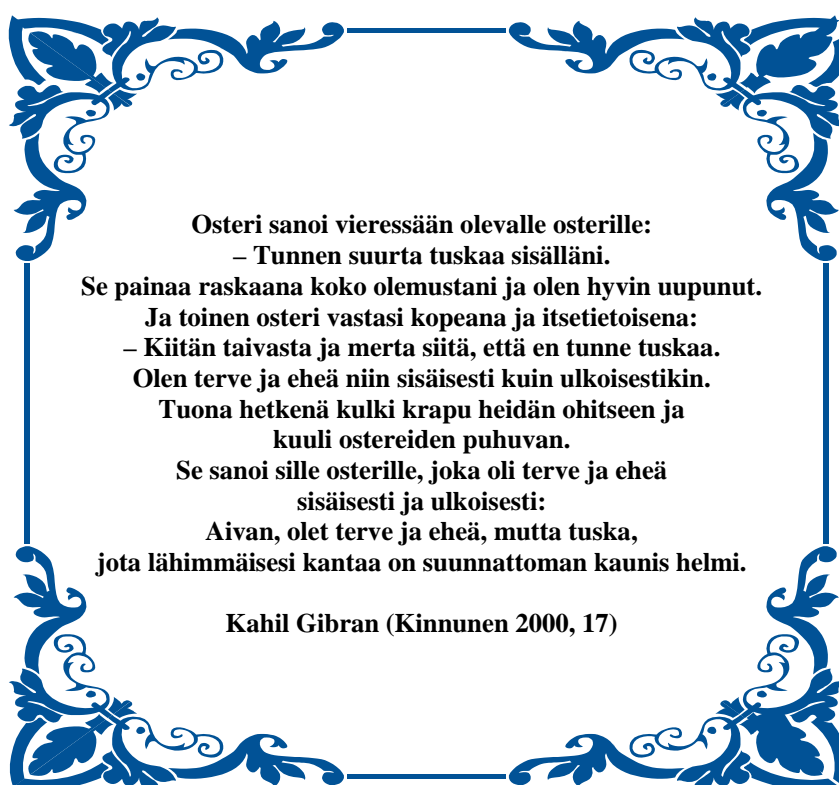 Osteri sanoi vieressään olevalle osterille:
– Tunnen suurta tuskaa sisälläni.
Se painaa raskaana koko olemustani ja olen hyvin uupunut.
Ja toinen osteri vastasi kopeana ja itsetietoisena:
– Kiitän taivasta ja merta siitä, että en tunne tuskaa.
Olen terve ja eheä niin sisäisesti kuin ulkoisestikin.
Tuona hetkenä kulki krapu heidän ohitseen ja
kuuli ostereiden puhuvan.
Se sanoi sille osterille, joka oli terve ja eheä
sisäisesti ja ulkoisesti:
Aivan, olet terve ja eheä, mutta tuska,
jota lähimmäisesi kantaa on suunnattoman kaunis helmi.
Kahil Gibran (Kinnunen 2000, 17)